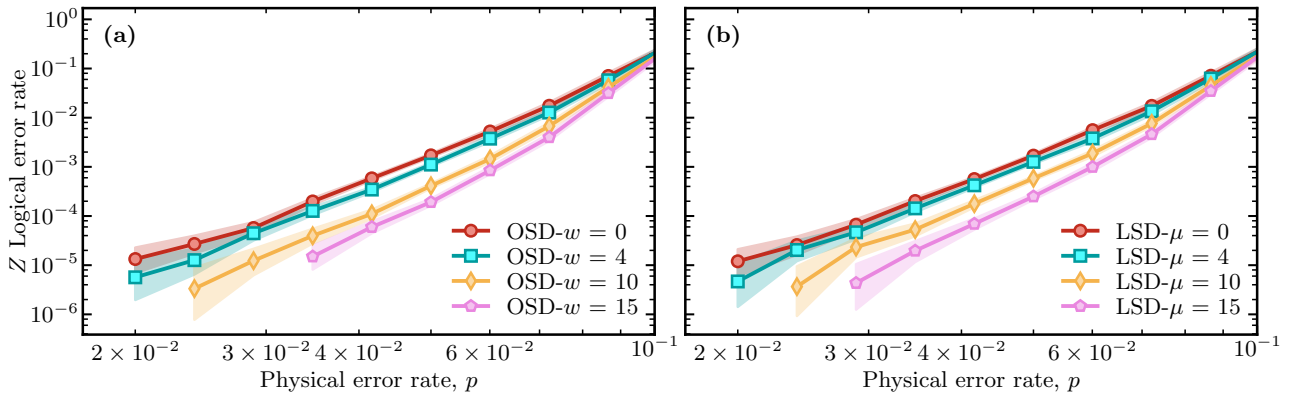 (a)
Z Logical error rate
10⁰
10⁻¹
10⁻²
10⁻³
10⁻⁴
10⁻⁵
10⁻⁶
OSD-w = 0
OSD-w = 4
OSD-w = 10
OSD-w = 15
2 × 10⁻²
3 × 10⁻²
4 × 10⁻²
6 × 10⁻²
10⁻¹
Physical error rate, p
(b)
LSD-μ = 0
LSD-μ = 4
LSD-μ = 10
LSD-μ = 15
2 × 10⁻²
3 × 10⁻²
4 × 10⁻²
6 × 10⁻²
10⁻¹
Physical error rate, p